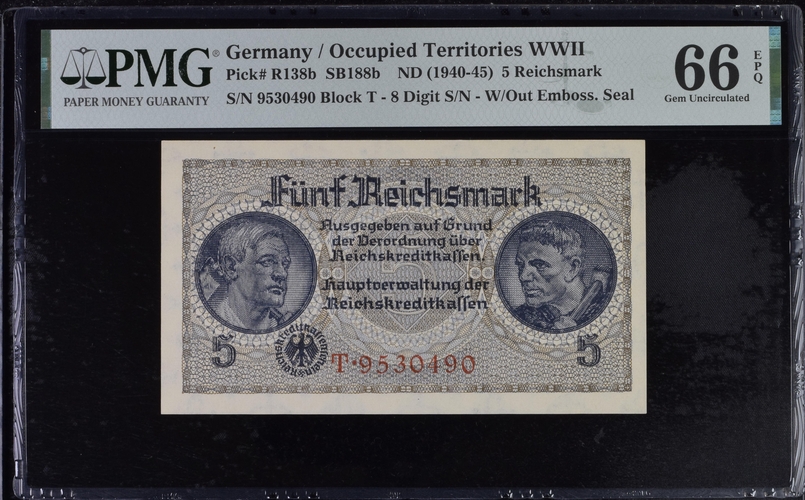 PMG® Germany / Occupied Territories WWII
PAPER MONEY GUARANTY
Pick# R138b SB188b ND (1940-45) 5 Reichsmark
S/N 9530490 Block T - 8 Digit S/N - W/Out Emboss. Seal
66 EPQ
Gem Uncirculated
Fünf Reichsmark
Ausgegeben auf Grund
der Verordnung über
Reichskreditkassen.
Hauptverwaltung der
Reichskreditkassen
5
T·9530490
5